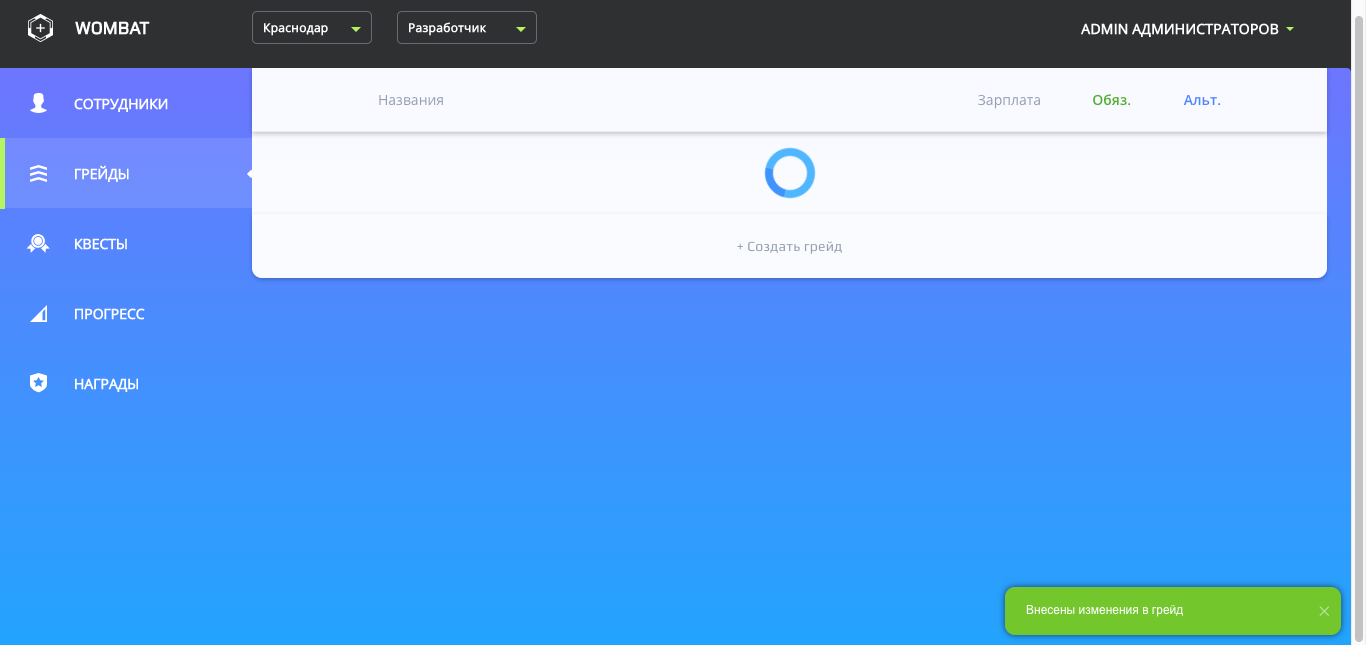 WOMBAT
Краснодар
Разработчик
ADMIN АДМИНИСТРАТОРОВ
СОТРУДНИКИ
ГРЕЙДЫ
КВЕСТЫ
ПРОГРЕСС
НАГРАДЫ
Названия Зарплата Обяз. Альт.
+ Создать грейд
Внесены изменения в грейд